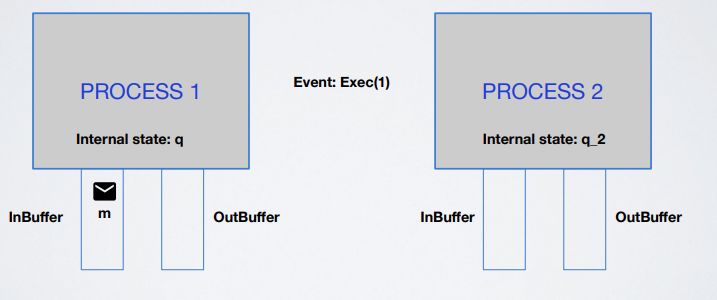 PROCESS 1
Internal state: q
InBuffer
m
OutBuffer
Event: Exec(1)
PROCESS 2
Internal state: q_2
InBuffer
OutBuffer